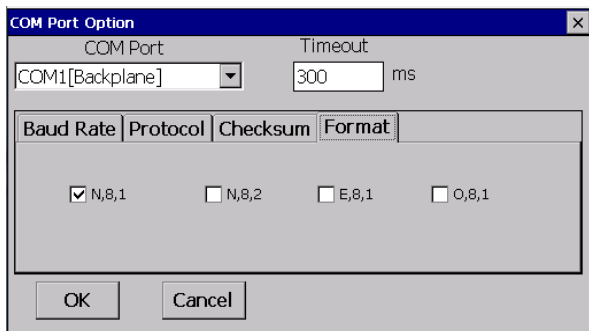 COM Port Option
COM Port Timeout
COM1[Backplane] 300 ms
Baud Rate Protocol Checksum Format
N,8,1 N,8,2 E,8,1 O,8,1
OK Cancel